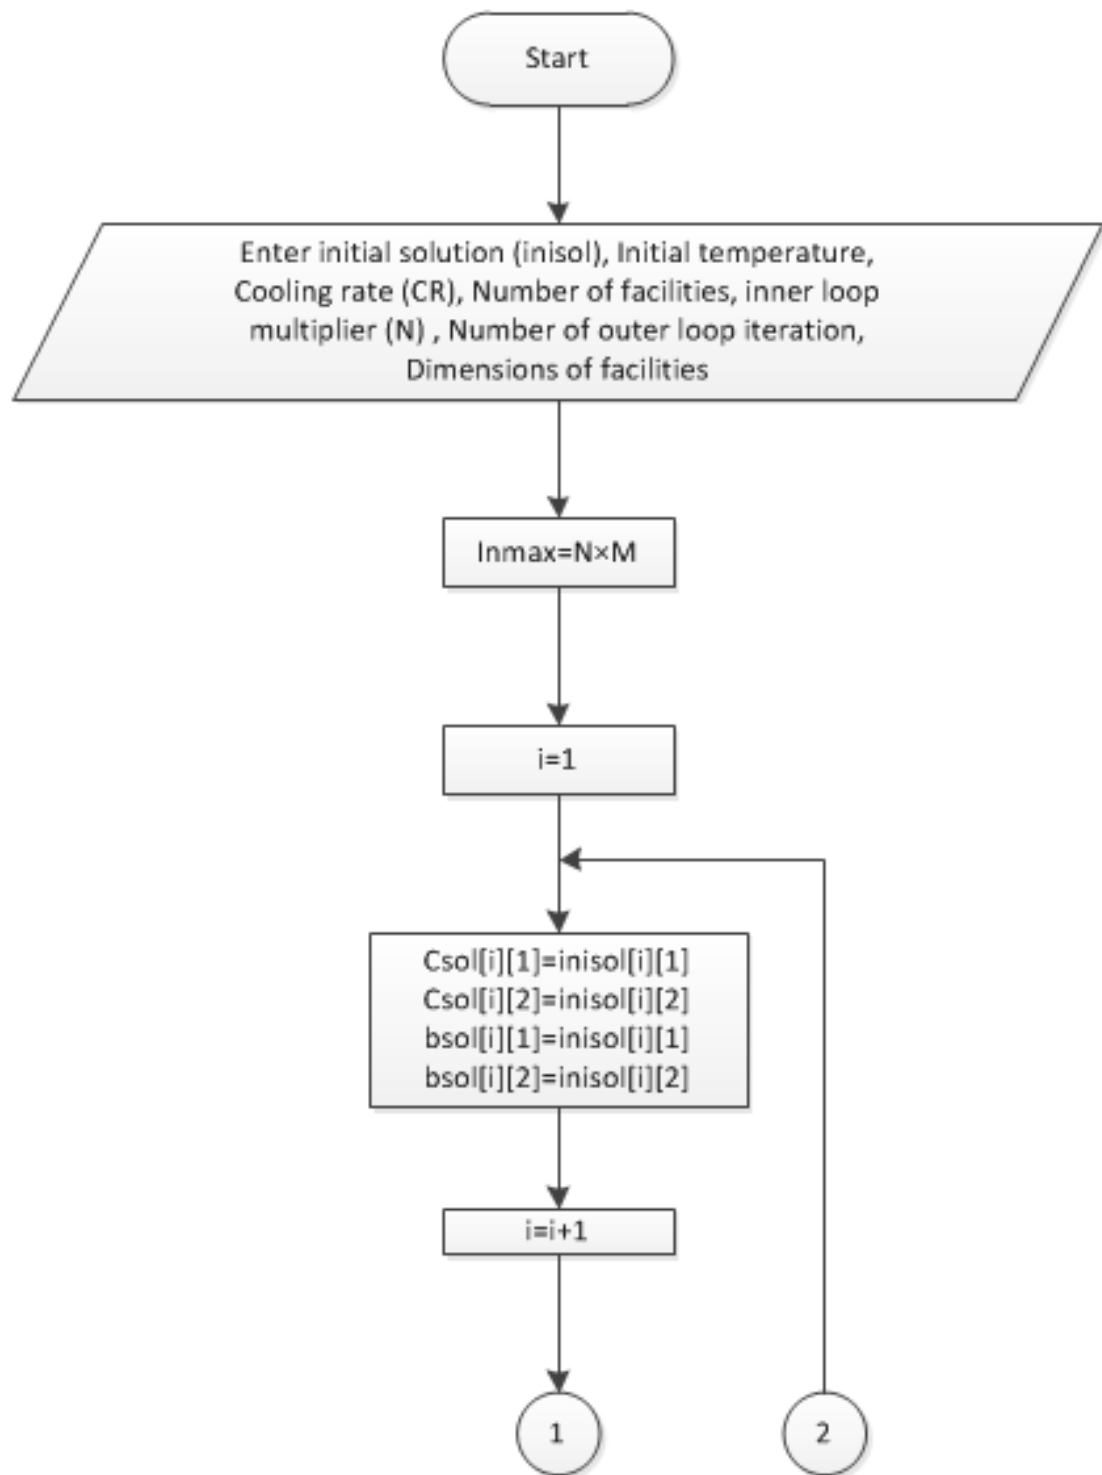 Start
Enter initial solution (inisol), Initial temperature,
Cooling rate (CR), Number of facilities, inner loop
multiplier (N) , Number of outer loop iteration,
Dimensions of facilities
Inmax=N×M
i=1
Csol[i][1]=inisol[i][1]
Csol[i][2]=inisol[i][2]
bsol[i][1]=inisol[i][1]
bsol[i][2]=inisol[i][2]
i=i+1
1
2